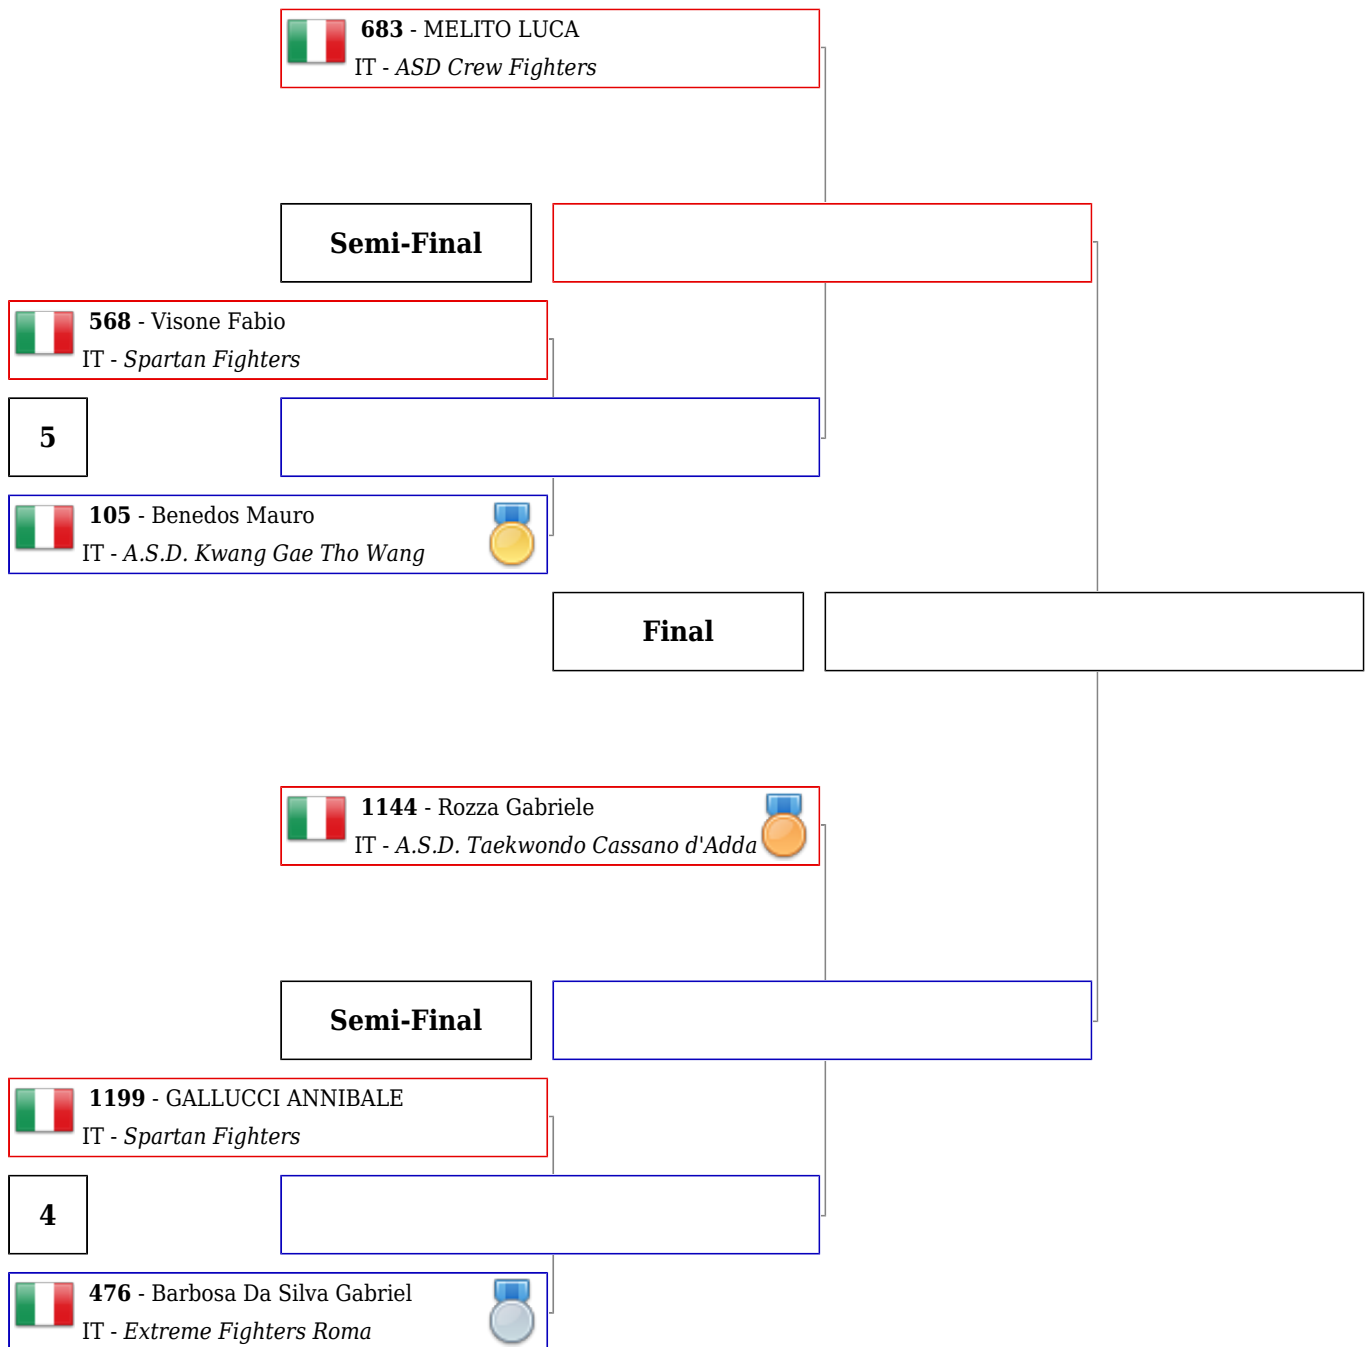 683 - MELITO LUCA
IT - ASD Crew Fighters
Semi-Final
568 - Visone Fabio
IT - Spartan Fighters
5
105 - Benedos Mauro
IT - A.S.D. Kwang Gae Tho Wang
Final
1144 - Rozza Gabriele
IT - A.S.D. Taekwondo Cassano d'Adda
Semi-Final
1199 - GALLUCCI ANNIBALE
IT - Spartan Fighters
4
476 - Barbosa Da Silva Gabriel
IT - Extreme Fighters Roma